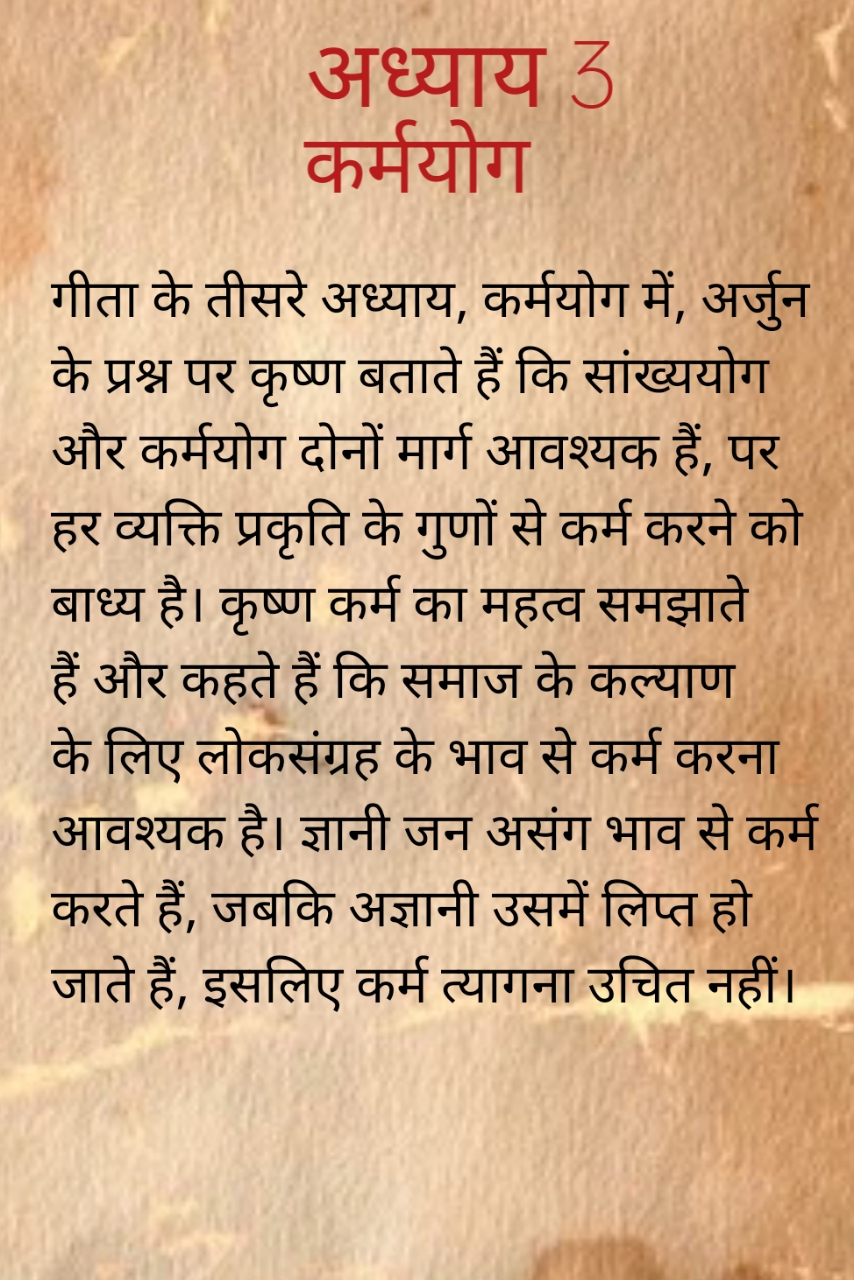 अध्याय 3
कर्मयोग
गीता के तीसरे अध्याय, कर्मयोग में, अर्जुन
के प्रश्न पर कृष्ण बताते हैं कि सांख्ययोग
और कर्मयोग दोनों मार्ग आवश्यक हैं, पर
हर व्यक्ति प्रकृति के गुणों से कर्म करने को
बाध्य है। कृष्ण कर्म का महत्व समझाते
हैं और कहते हैं कि समाज के कल्याण
के लिए लोकसंग्रह के भाव से कर्म करना
आवश्यक है। ज्ञानी जन असंग भाव से कर्म
करते हैं, जबकि अज्ञानी उसमें लिप्त हो
जाते हैं, इसलिए कर्म त्यागना उचित नहीं।